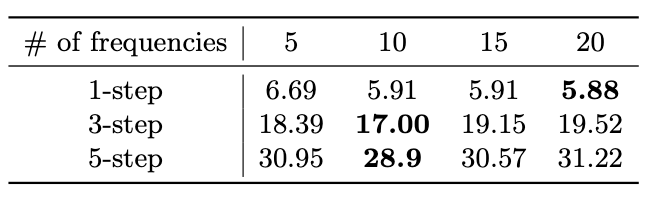 # of frequencies 5 10 15 20
1-step 6.69 5.91 5.91 5.88
3-step 18.39 17.00 19.15 19.52
5-step 30.95 28.9 30.57 31.22